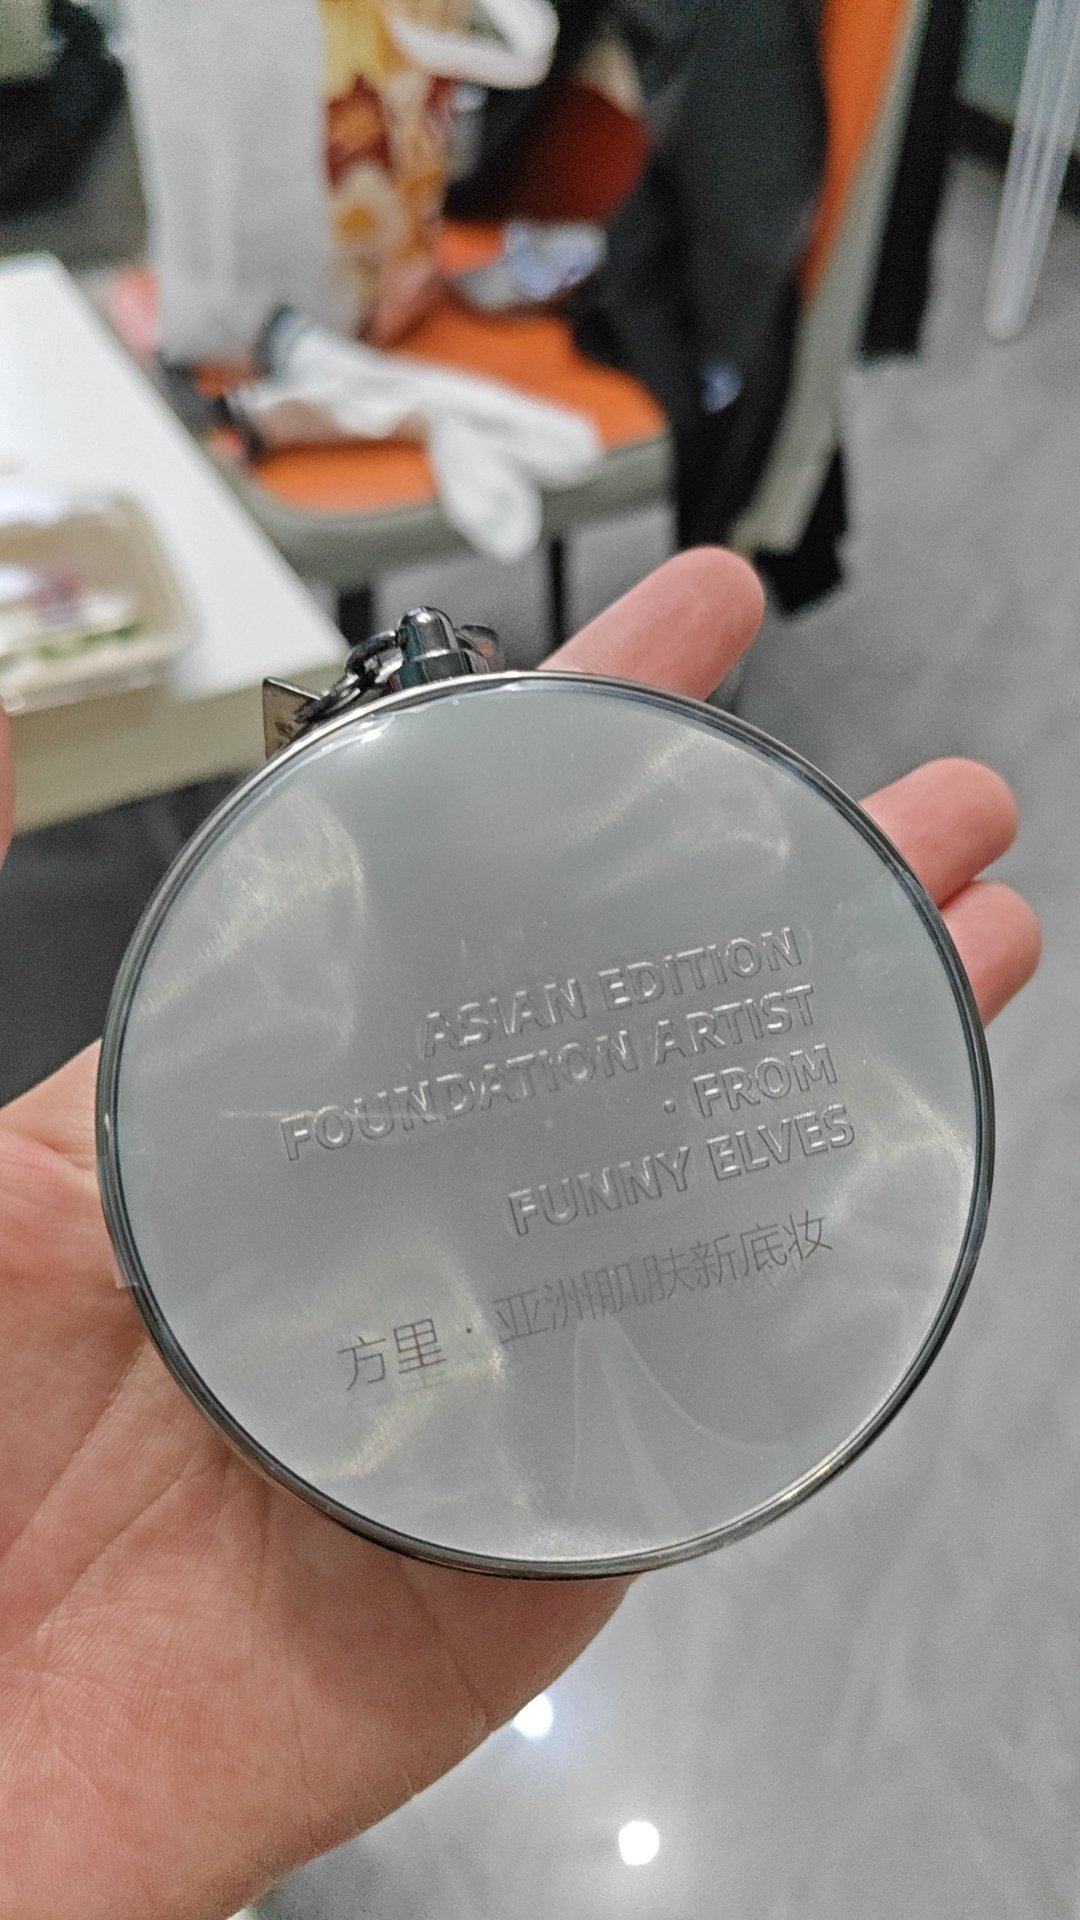 ASIAN EDITION
FOUNDATION ARTIST
· FROM
FUNNY ELVES
方里 · 亚洲肌肤新底妆